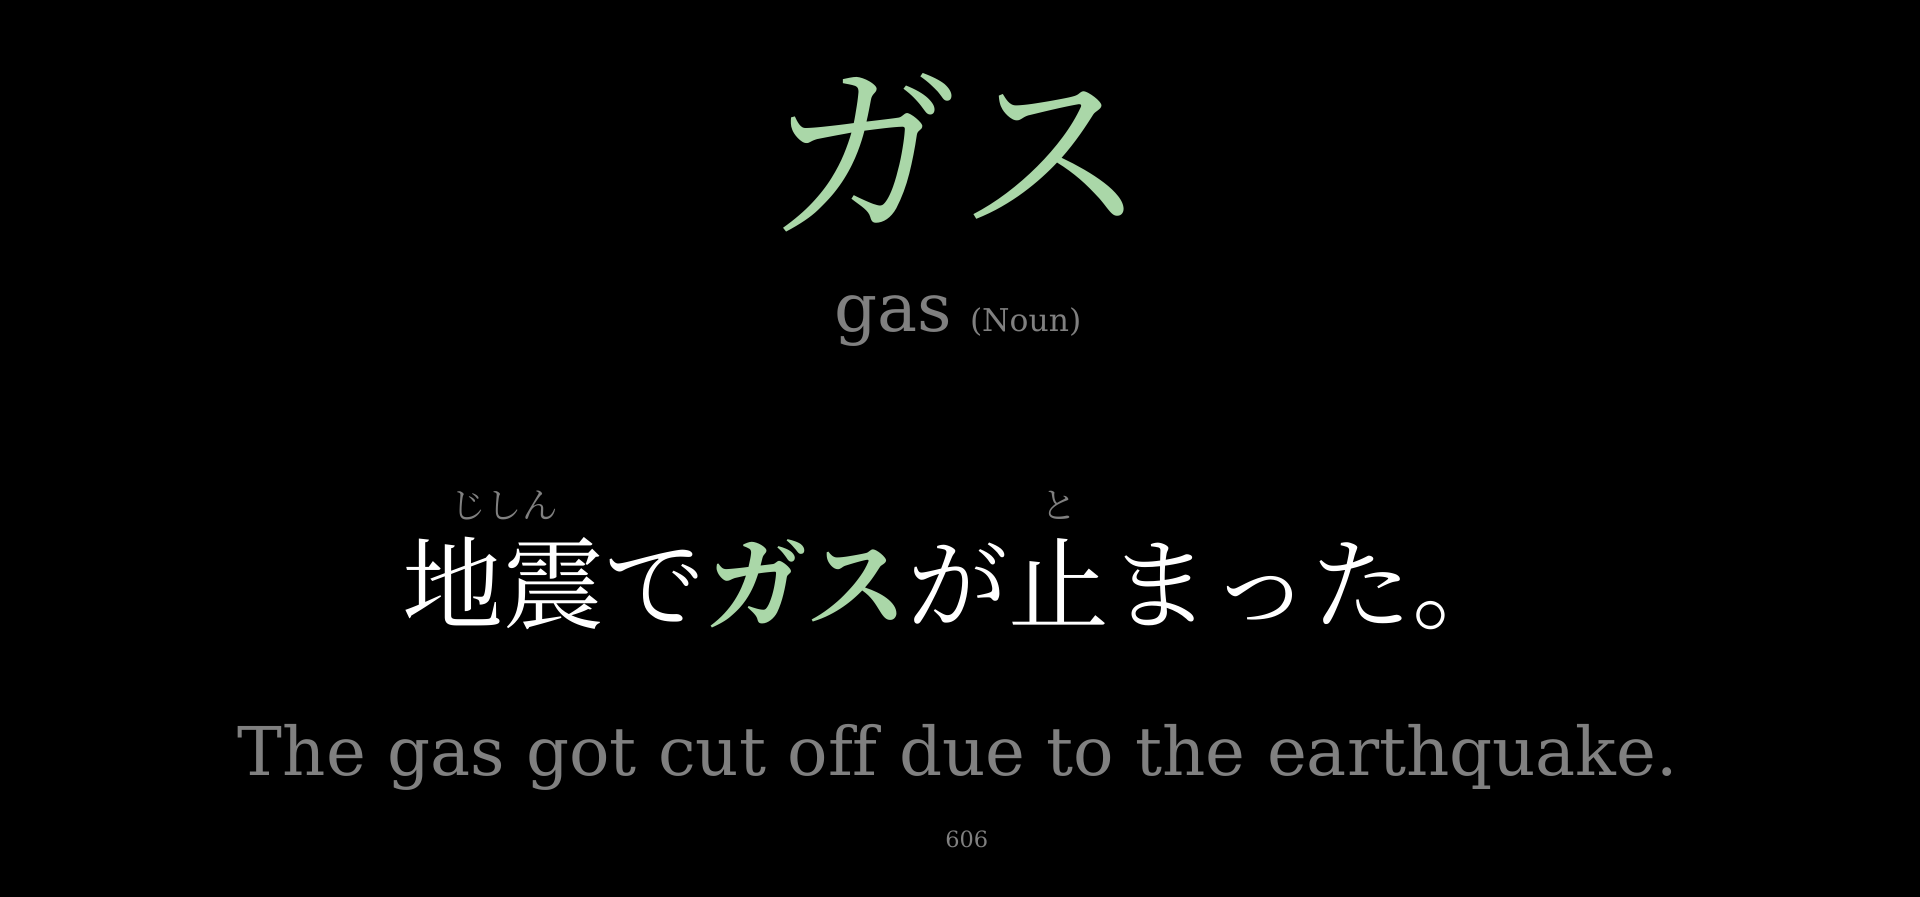 ガス
gas (Noun)
じしん と
地震でガスが止まった。
The gas got cut off due to the earthquake.
606